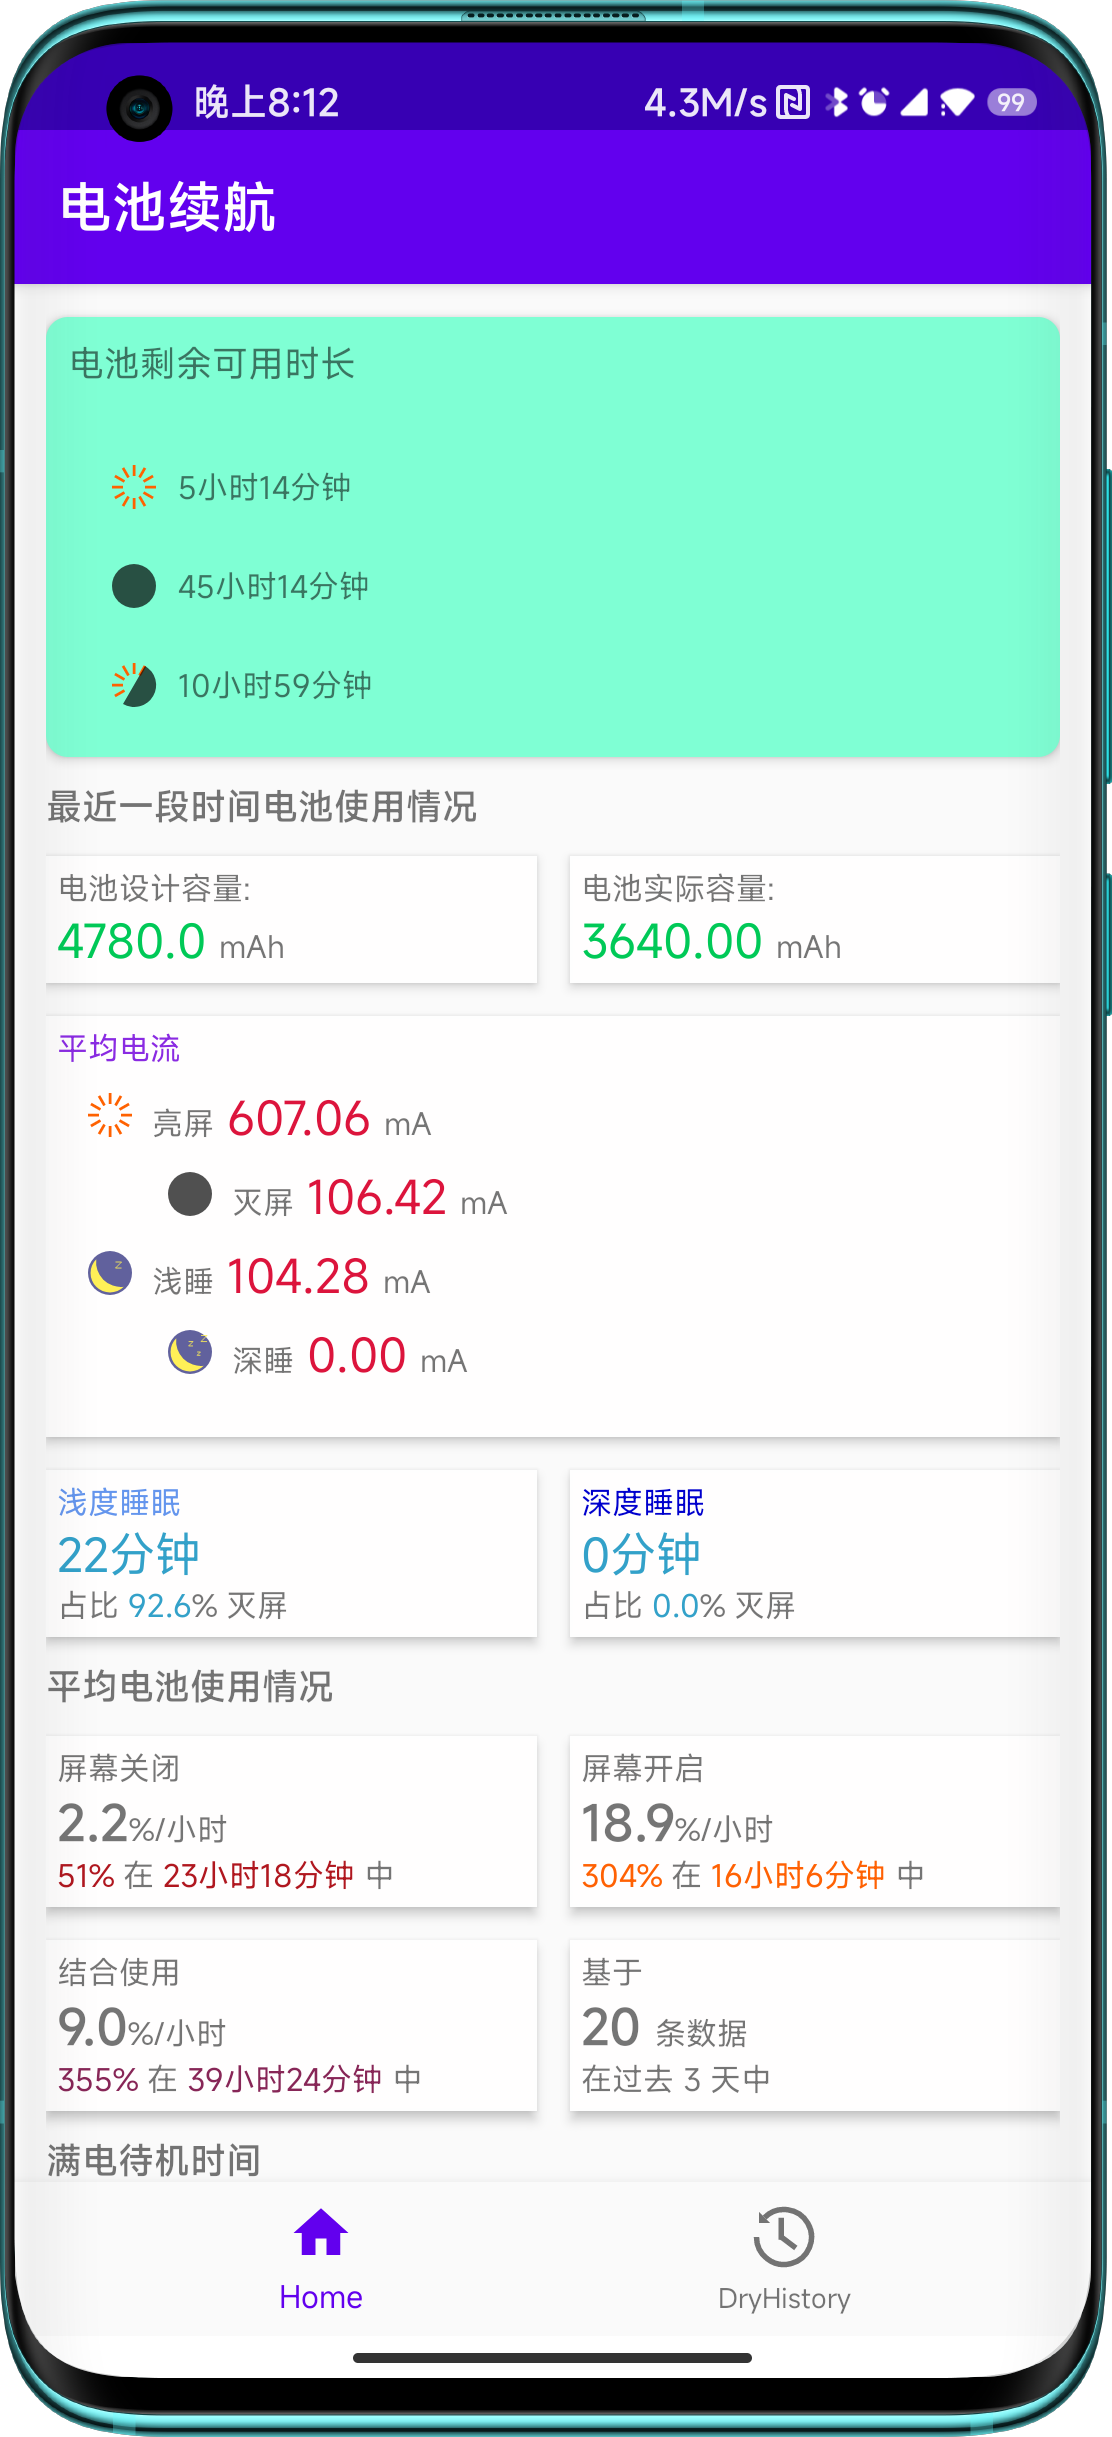 晚上8:12
4.3M/s
99
电池续航
电池剩余可用时长
5小时14分钟
45小时14分钟
10小时59分钟
最近一段时间电池使用情况
电池设计容量:
4780.0 mAh
电池实际容量:
3640.00 mAh
平均电流
亮屏 607.06 mA
灭屏 106.42 mA
浅睡 104.28 mA
深睡 0.00 mA
浅度睡眠
22分钟
占比 92.6% 灭屏
深度睡眠
0分钟
占比 0.0% 灭屏
平均电池使用情况
屏幕关闭
2.2%/小时
51% 在 23小时18分钟 中
屏幕开启
18.9%/小时
304% 在 16小时6分钟 中
结合使用
9.0%/小时
355% 在 39小时24分钟 中
基于
20 条数据
在过去 3 天中
满电待机时间
Home
DryHistory